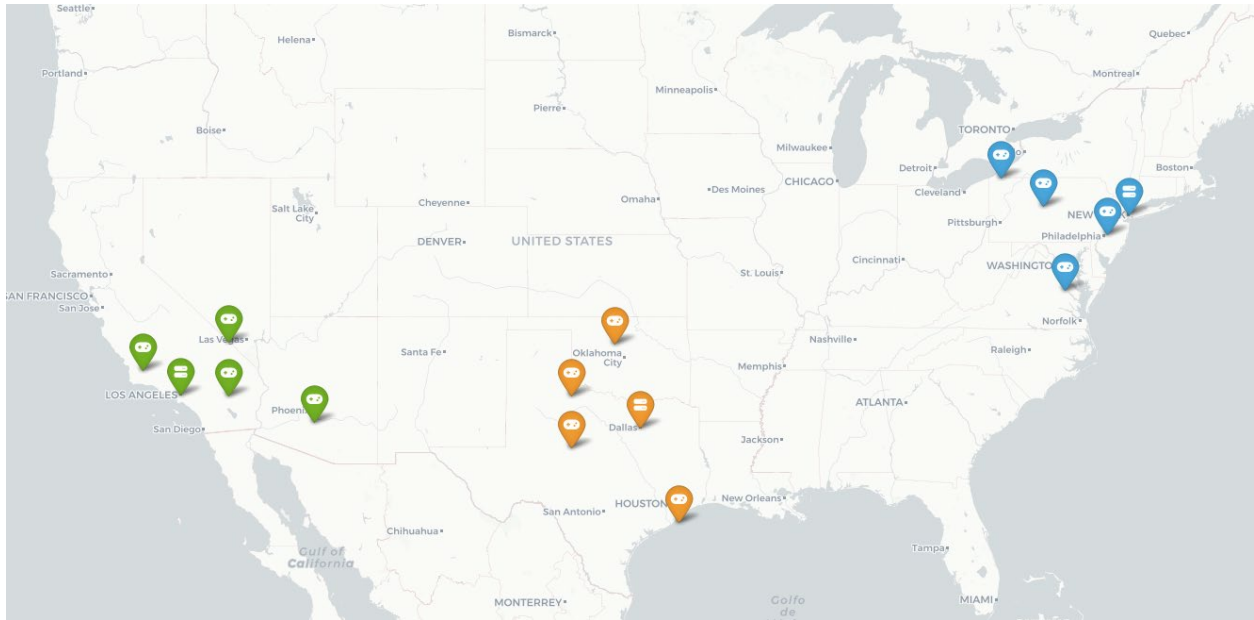 Seattle
Quebec
Helena
Bismarck
Portland
Montreal
Minneapolis
Pierre
Boise
TORONTO
Milwaukee
Detroit
Boston
CHICAGO
Cleveland
Des Moines
Salt Lake
City
Cheyenne
Omaha
NEW
Pittsburgh
Philadelphia
DENVER
UNITED STATES
Cincinnati
WASHINGTON
Sacramento
St. Louis
SAN FRANCISCO
San Jose
Norfolk
Las Vegas
Nashville
Raleigh
Santa Fe
Oklahoma
City
Memphis
LOS ANGELES
ATLANTA
Phoeni
San Diego
Dallas
Jackson
HOUSTON
New Orleans
San Antonio
Chihuahua
Gulf of
California
Tampa
MONTERREY
MIAMI
Golfo
de